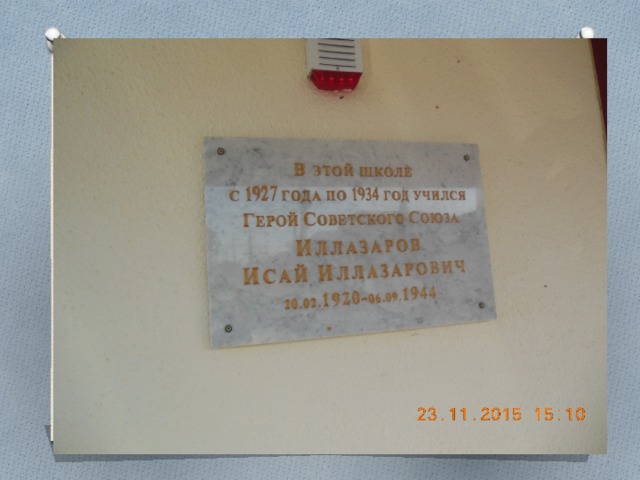 В ЭТОЙ ШКОЛЕ
С 1927 ГОДА ПО 1934 ГОД УЧИЛСЯ
ГЕРОЙ СОВЕТСКОГО СОЮЗА
ИЛЛАЗАРОВ
ИСАЙ ИЛЛАЗАРОВИЧ
20.02.1920-06.09.1944
23.11.2015 15:10